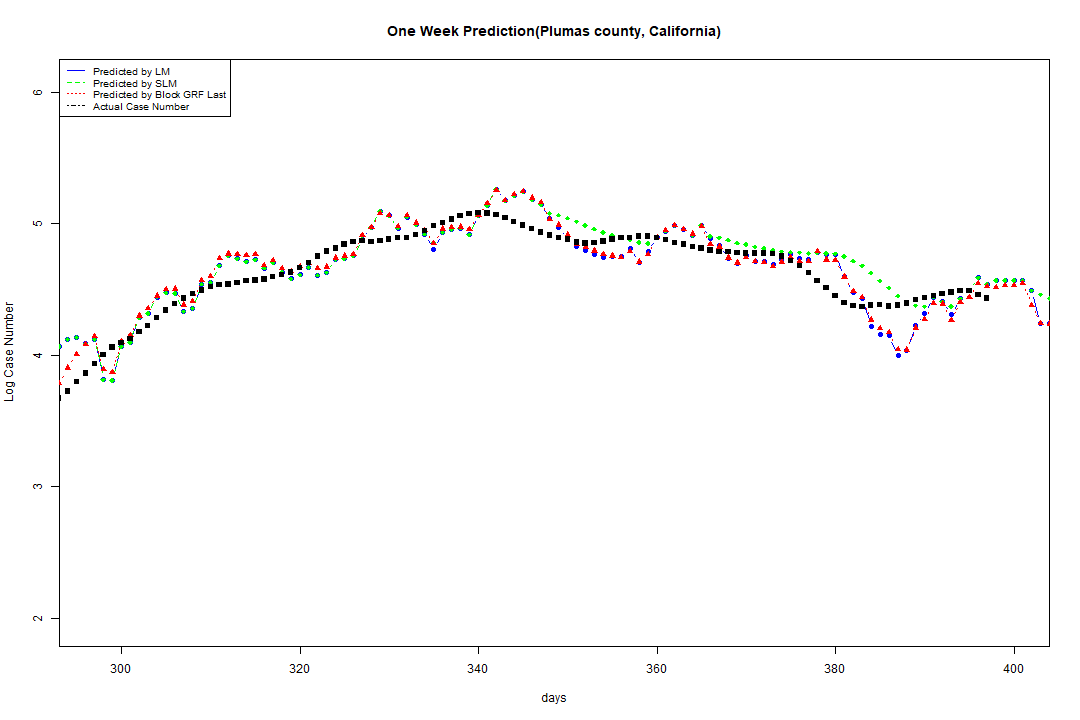 One Week Prediction(Plumas county, California)
Predicted by LM
Predicted by SLM
Predicted by Block GRF Last
Actual Case Number
6
5
4
3
2
Log Case Number
300 320 340 360 380 400
days